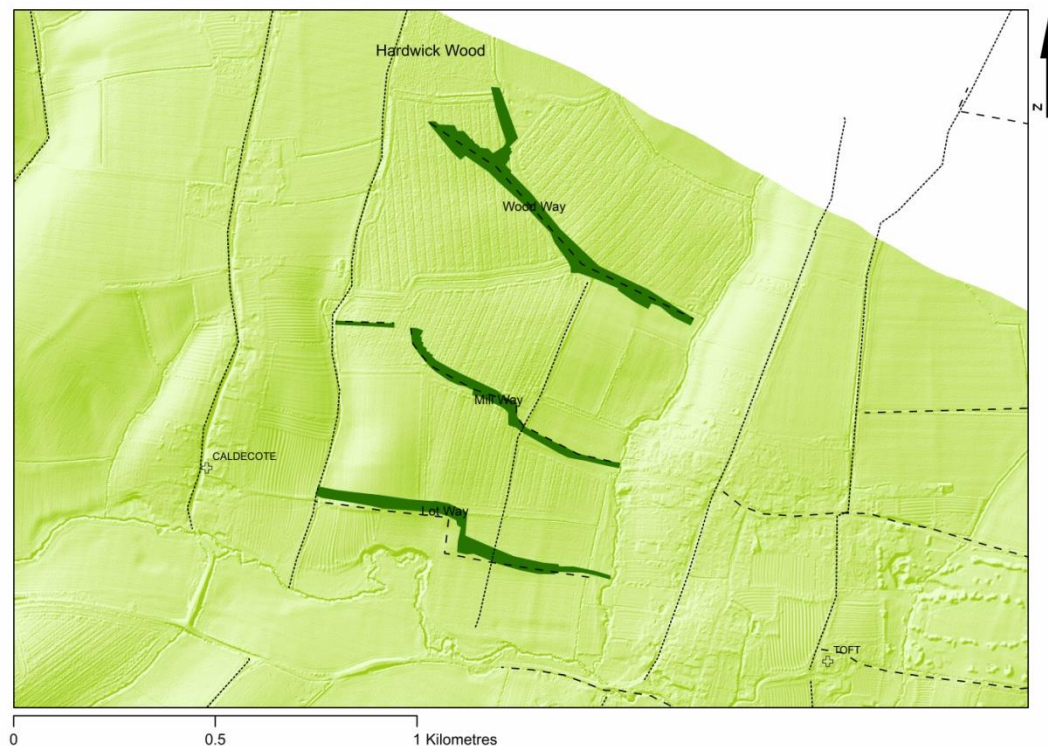 Hardwick Wood
Z
Wood Way
Mill Way
CALDECOTE
Lot Way
TOFT
0 0.5 1 Kilometres